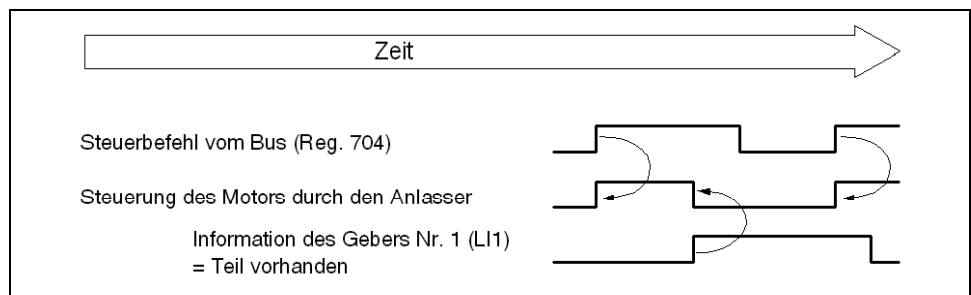 Zeit
Steuerbefehl vom Bus (Reg. 704)
Steuerung des Motors durch den Anlasser
Information des Gebers Nr. 1 (LI1)
= Teil vorhanden